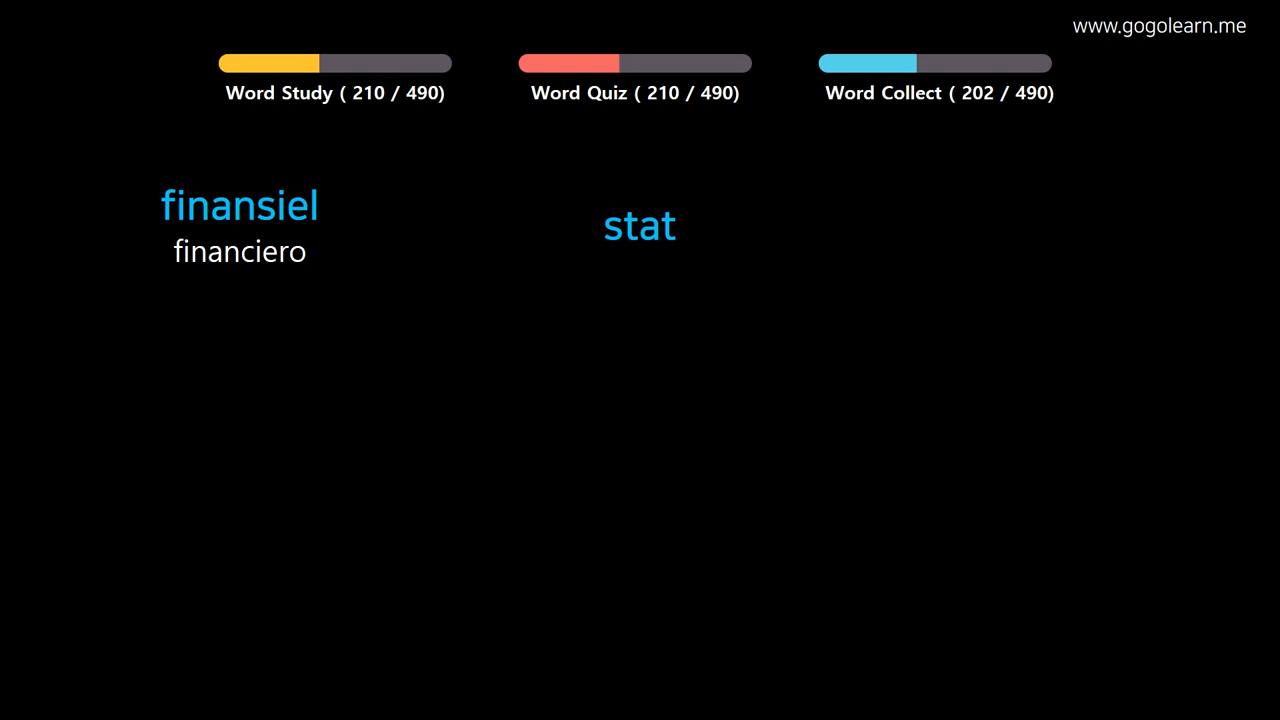 www.gogolearn.me
Word Study ( 210 / 490)
Word Quiz ( 210 / 490)
Word Collect ( 202 / 490)
finansiel
financiero
stat